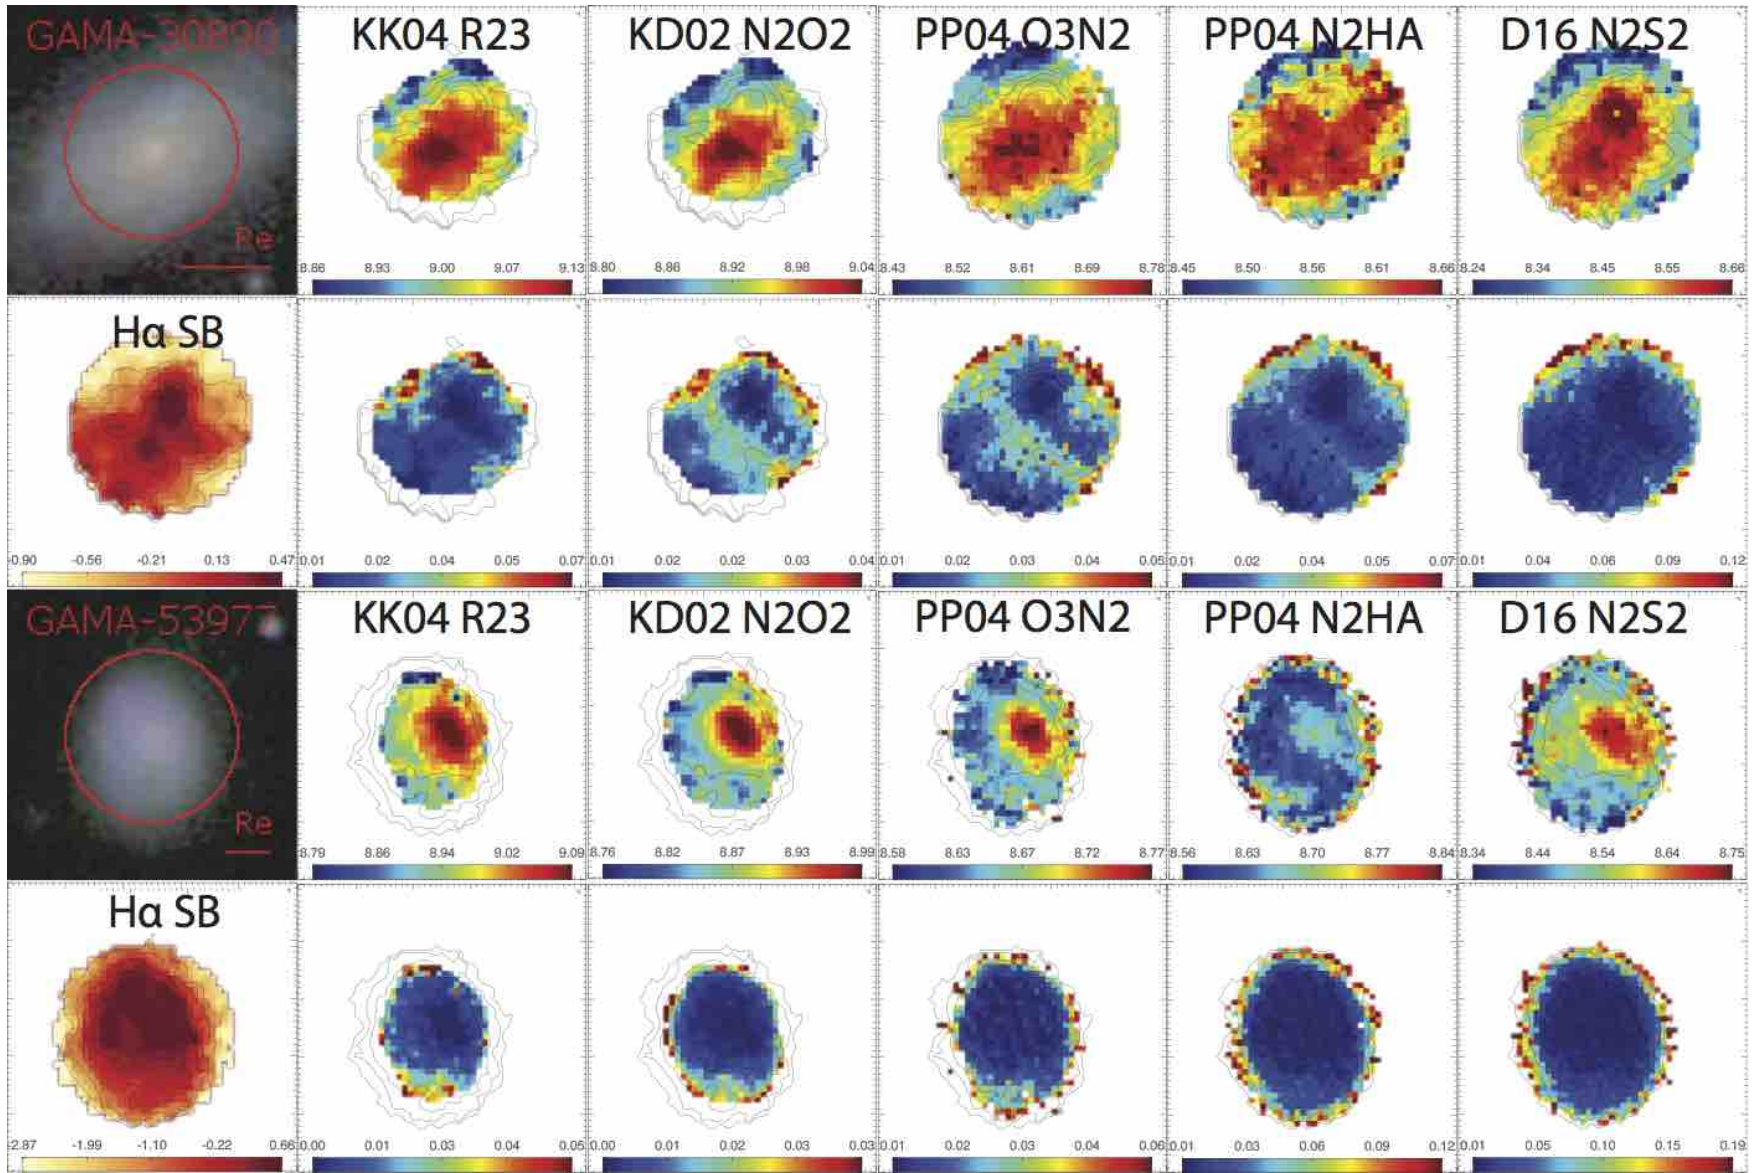 GAMA-30890 KK04 R23 KD02 N2O2 PP04 O3N2 PP04 N2HA D16 N2S2
Re
8.86 8.93 9.00 9.07 9.13 8.80 8.86 8.92 8.98 9.04 8.43 8.52 8.61 8.69 8.78 8.45 8.50 8.56 8.61 8.66 8.24 8.34 8.45 8.55 8.66
Hα SB
-0.90 -0.56 -0.21 0.13 0.47 0.01 0.02 0.04 0.05 0.07 0.01 0.02 0.02 0.03 0.04 0.01 0.02 0.03 0.04 0.05 0.01 0.02 0.04 0.05 0.07 0.01 0.04 0.06 0.09 0.12
GAMA-53977 KK04 R23 KD02 N2O2 PP04 O3N2 PP04 N2HA D16 N2S2
Re
8.79 8.86 8.94 9.02 9.09 8.76 8.82 8.87 8.93 8.99 8.58 8.63 8.67 8.72 8.77 8.56 8.63 8.70 8.77 8.84 8.34 8.44 8.54 8.64 8.75
Hα SB
-2.87 -1.99 -1.10 -0.22 0.66 0.00 0.01 0.03 0.04 0.05 0.00 0.01 0.02 0.03 0.03 0.01 0.02 0.03 0.04 0.06 0.01 0.03 0.06 0.09 0.12 0.01 0.05 0.10 0.15 0.19